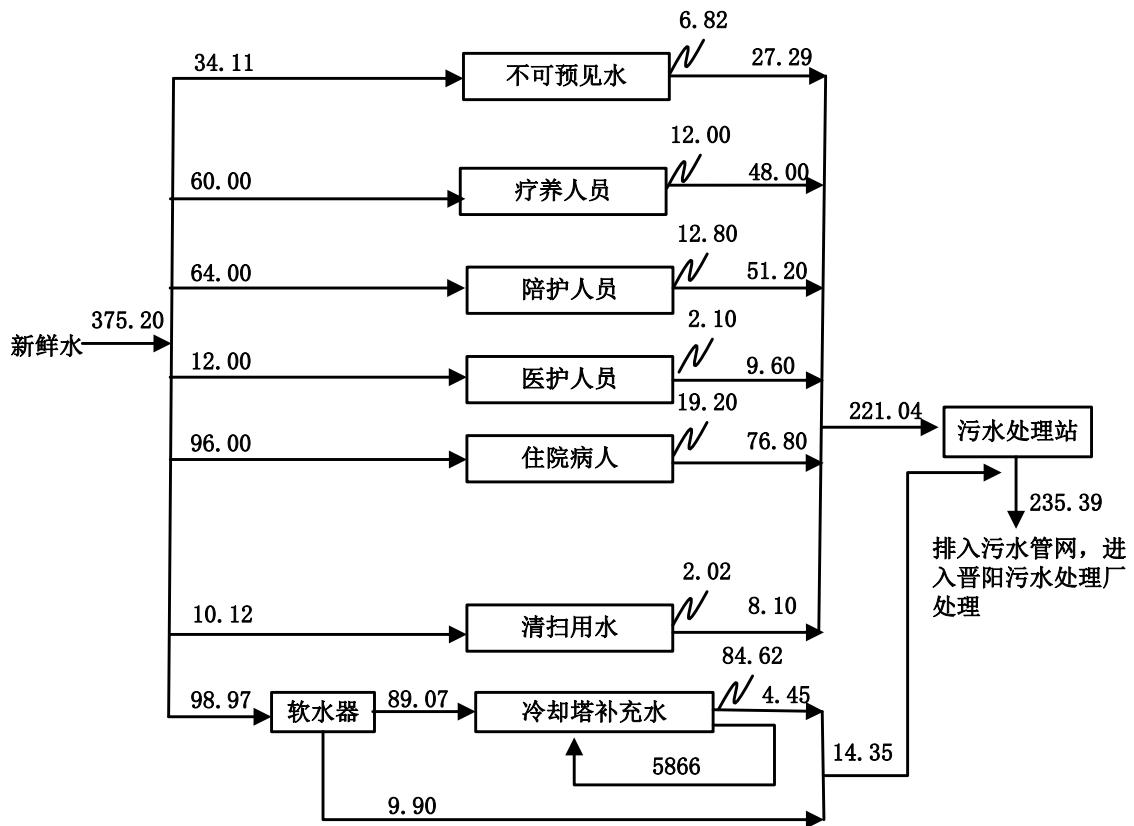 6.82
34.11
不可预见水
27.29
12.00
60.00
疗养人员
48.00
12.80
64.00
陪护人员
51.20
新鲜水
375.20
2.10
12.00
医护人员
9.60
19.20
96.00
住院病人
76.80
221.04
污水处理站
235.39
排入污水管网，进
入晋阳污水处理厂
处理
2.02
10.12
清扫用水
8.10
84.62
98.97
软水器
89.07
冷却塔补充水
4.45
5866
14.35
9.90